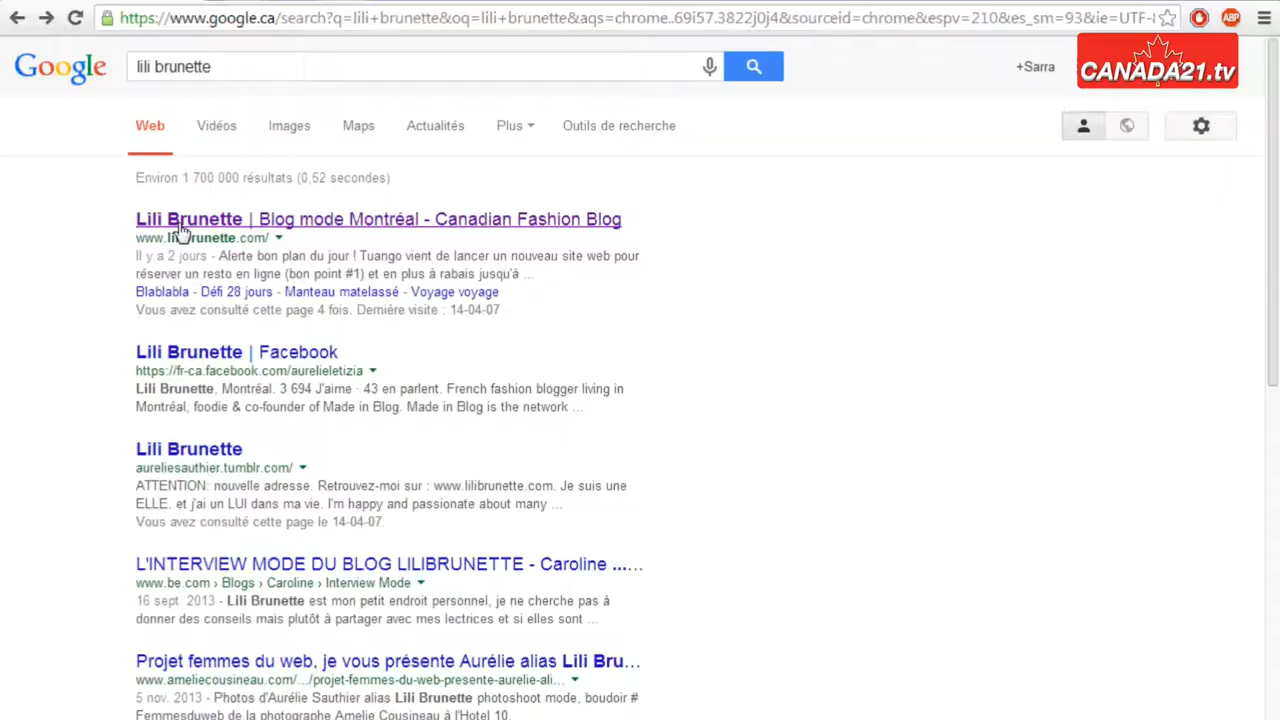 https://www.google.ca/search?q=lili+brunette&oq=lili+brunette&aqs=chrome..69i57.3822j0j4&sourceid=chrome&espv=210&es_sm=93&ie=UTF-8
ABP
Google
lili brunette
+Sarra
CANADA21.tv
Web
Vidéos
Images
Maps
Actualités
Plus
Outils de recherche
Environ 1 700 000 résultats (0,52 secondes)
Lili Brunette | Blog mode Montréal - Canadian Fashion Blog
www.lilibrunette.com/
Il y a 2 jours - Alerte bon plan du jour ! Tuango vient de lancer un nouveau site web pour
réserver un resto en ligne (bon point #1) et en plus à rabais jusqu'à ...
Blablabla - Défi 28 jours - Manteau matelassé - Voyage voyage
Vous avez consulté cette page 4 fois. Dernière visite : 14-04-07
Lili Brunette | Facebook
https://fr-ca.facebook.com/aurelieletizia
Lili Brunette, Montréal. 3 694 J'aime · 43 en parlent. French fashion blogger living in
Montréal, foodie & co-founder of Made in Blog. Made in Blog is the network ...
Lili Brunette
aureliesauthier.tumblr.com/
ATTENTION: nouvelle adresse. Retrouvez-moi sur : www.lilibrunette.com. Je suis une
ELLE. et j'ai un LUI dans ma vie. I'm happy and passionate about many ...
Vous avez consulté cette page le 14-04-07.
L'INTERVIEW MODE DU BLOG LILIBRUNETTE - Caroline ...…
www.be.com › Blogs › Caroline › Interview Mode
16 sept. 2013 - Lili Brunette est mon petit endroit personnel, je ne cherche pas à
donner des conseils mais plutôt à partager avec mes lectrices et si elles sont ...
Projet femmes du web, je vous présente Aurélie alias Lili Bru…
www.ameliecousineau.com/.../projet-femmes-du-web-presente-aurelie-ali...
5 nov. 2013 - Photos d'Aurélie Sauthier alias Lili Brunette photoshoot mode, boudoir #
Femmesduweb de la photographe Amelie Cousineau à l'Hotel 10.